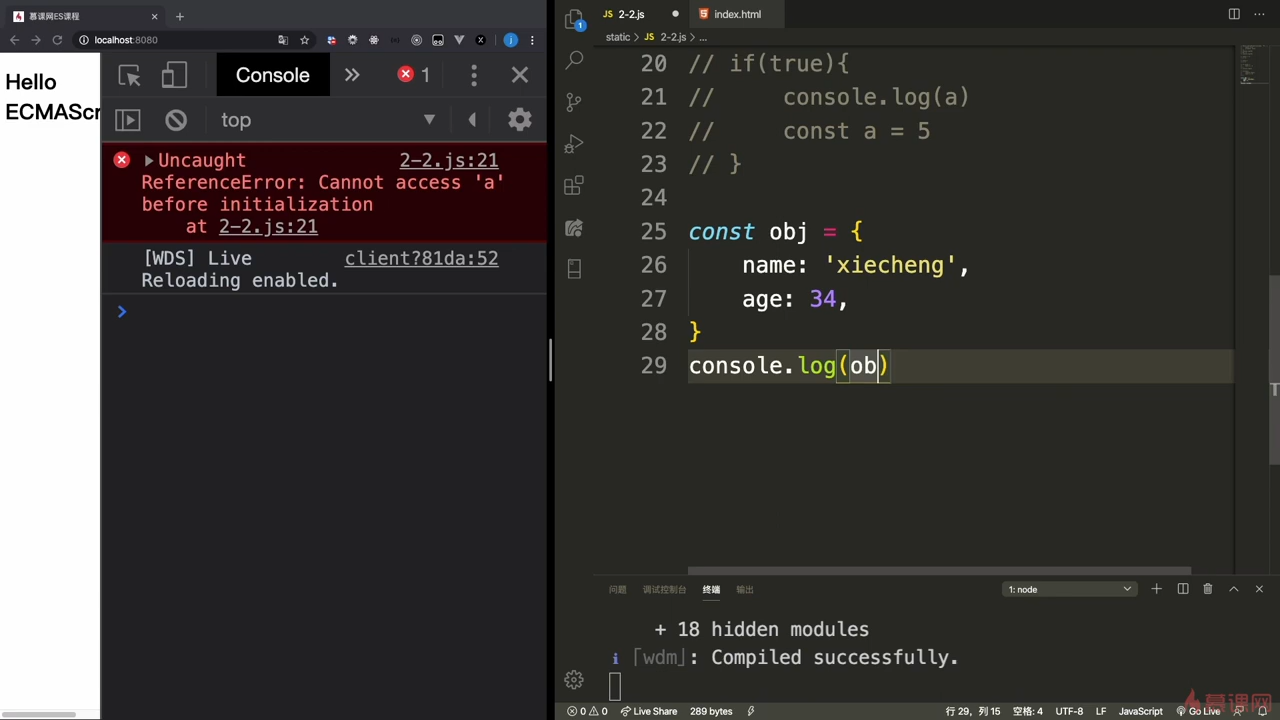 慕课网ES课程
localhost:8080
Hello
ECMAScr
Console
1
top
Uncaught 2-2.js:21
ReferenceError: Cannot access 'a'
before initialization
at 2-2.js:21
[WDS] Live client?81da:52
Reloading enabled.
JS 2-2.js
index.html
static > JS 2-2.js > ...
20 // if(true){
21 //     console.log(a)
22 //     const a = 5
23 // }
24
25 const obj = {
26     name: 'xiecheng',
27     age: 34,
28 }
29 console.log(ob)
问题 调试控制台 终端 输出 1: node
+ 18 hidden modules
i ｢wdm｣: Compiled successfully.
0 0 Live Share 289 bytes 行 29, 列 15 空格: 4 UTF-8 LF JavaScript Go Live
慕课网